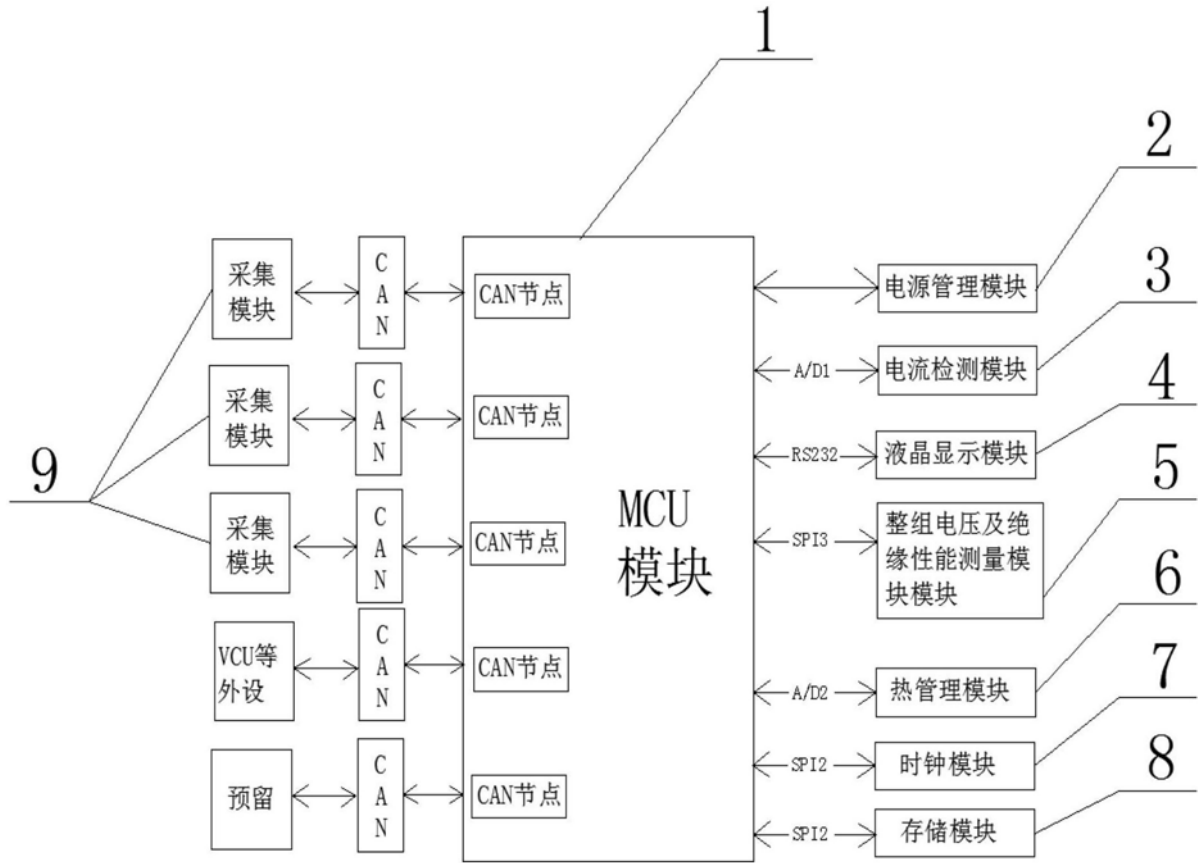 1
2
3
4
5
6
7
8
9
采集
模块
C
A
N
CAN节点
采集
模块
C
A
N
CAN节点
采集
模块
C
A
N
CAN节点
VCU等
外设
C
A
N
CAN节点
预留
C
A
N
CAN节点
MCU
模块
电源管理模块
A/D1
电流检测模块
RS232
液晶显示模块
SPI3
整组电压及绝
缘性能测量模
块模块
A/D2
热管理模块
SPI2
时钟模块
SPI2
存储模块